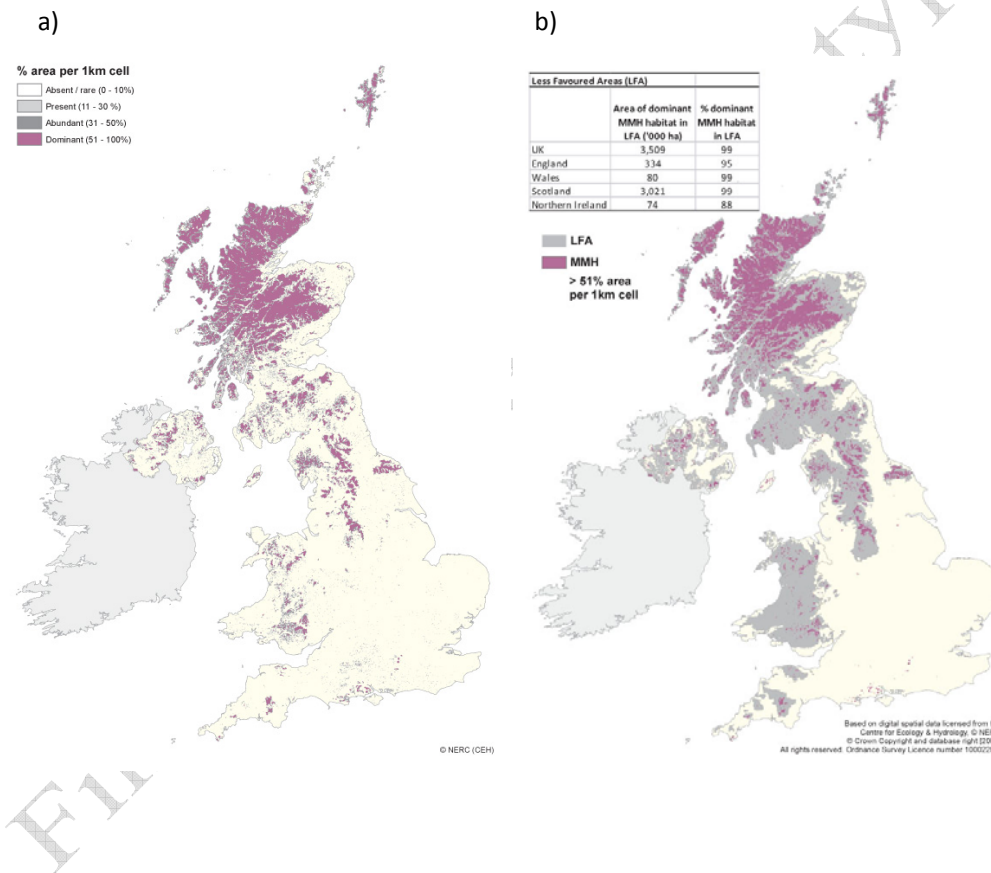 a)
% area per 1km cell
Absent / rare (0 - 10%)
Present (11 - 30 %)
Abundant (31 - 50%)
Dominant (51 - 100%)
© NERC (CEH)
b)
Less Favoured Areas (LFA)
Area of dominant MMH habitat in LFA ('000 ha) % dominant MMH habitat in LFA
UK 3,509 99
England 334 95
Wales 80 99
Scotland 3,021 99
Northern Ireland 74 88
LFA
MMH
> 51% area
per 1km cell
Based on digital spatial data licensed from
Centre for Ecology & Hydrology, © NE
© Crown Copyright and database right [20
All rights reserved. Ordnance Survey Licence number 1000220